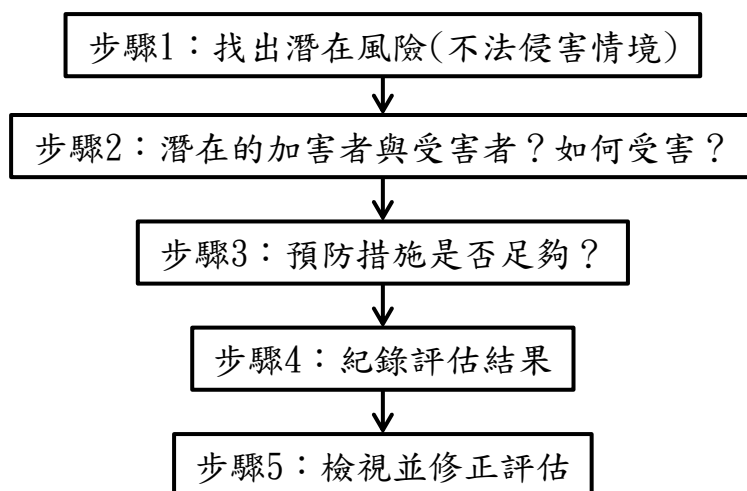 步驟1：找出潛在風險(不法侵害情境)
步驟2：潛在的加害者與受害者？如何受害？
步驟3：預防措施是否足夠？
步驟4：紀錄評估結果
步驟5：檢視並修正評估